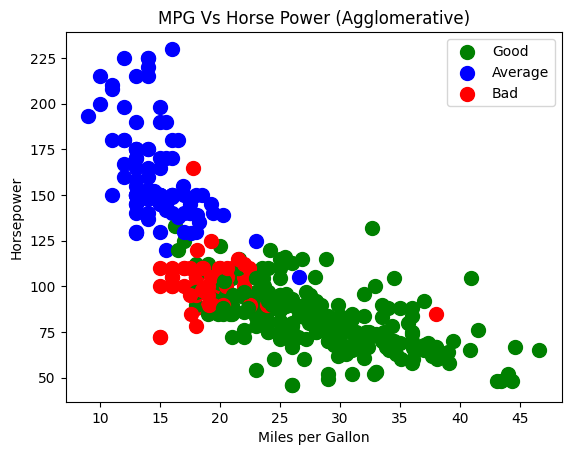 MPG Vs Horse Power (Agglomerative)
Good
Average
Bad
225
200
175
150
125
100
75
50
Horsepower
10 15 20 25 30 35 40 45
Miles per Gallon